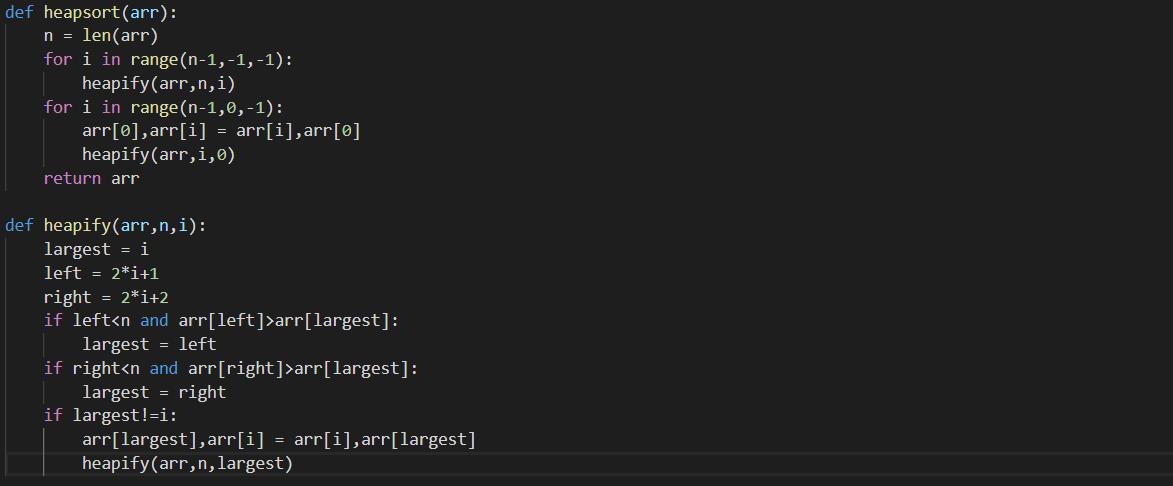 def heapsort(arr):
    n = len(arr)
    for i in range(n-1,-1,-1):
        heapify(arr,n,i)
    for i in range(n-1,0,-1):
        arr[0],arr[i] = arr[i],arr[0]
        heapify(arr,i,0)
    return arr

def heapify(arr,n,i):
    largest = i
    left = 2*i+1
    right = 2*i+2
    if left<n and arr[left]>arr[largest]:
        largest = left
    if right<n and arr[right]>arr[largest]:
        largest = right
    if largest!=i:
        arr[largest],arr[i] = arr[i],arr[largest]
        heapify(arr,n,largest)